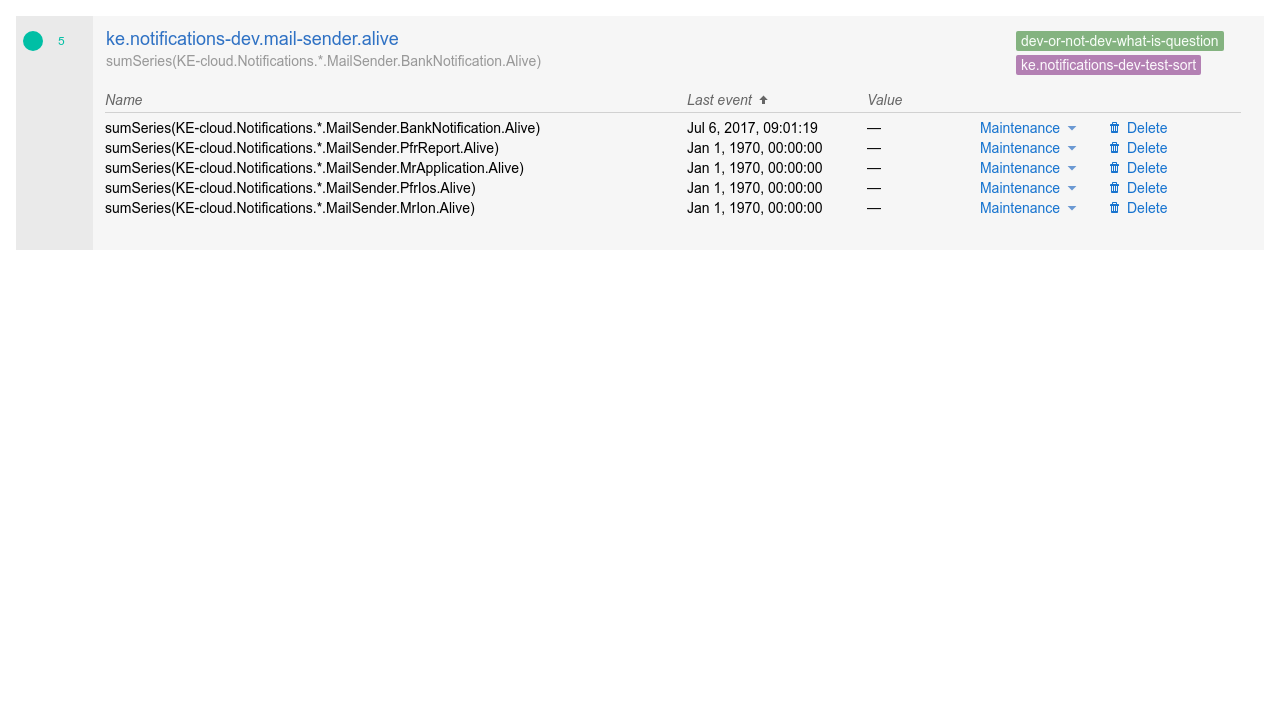 5
ke.notifications-dev.mail-sender.alive
dev-or-not-dev-what-is-question
sumSeries(KE-cloud.Notifications.*.MailSender.BankNotification.Alive)
ke.notifications-dev-test-sort
Name Last event Value
sumSeries(KE-cloud.Notifications.*.MailSender.BankNotification.Alive) Jul 6, 2017, 09:01:19 — Maintenance Delete
sumSeries(KE-cloud.Notifications.*.MailSender.PfrReport.Alive) Jan 1, 1970, 00:00:00 — Maintenance Delete
sumSeries(KE-cloud.Notifications.*.MailSender.MrApplication.Alive) Jan 1, 1970, 00:00:00 — Maintenance Delete
sumSeries(KE-cloud.Notifications.*.MailSender.PfrIos.Alive) Jan 1, 1970, 00:00:00 — Maintenance Delete
sumSeries(KE-cloud.Notifications.*.MailSender.MrIon.Alive) Jan 1, 1970, 00:00:00 — Maintenance Delete